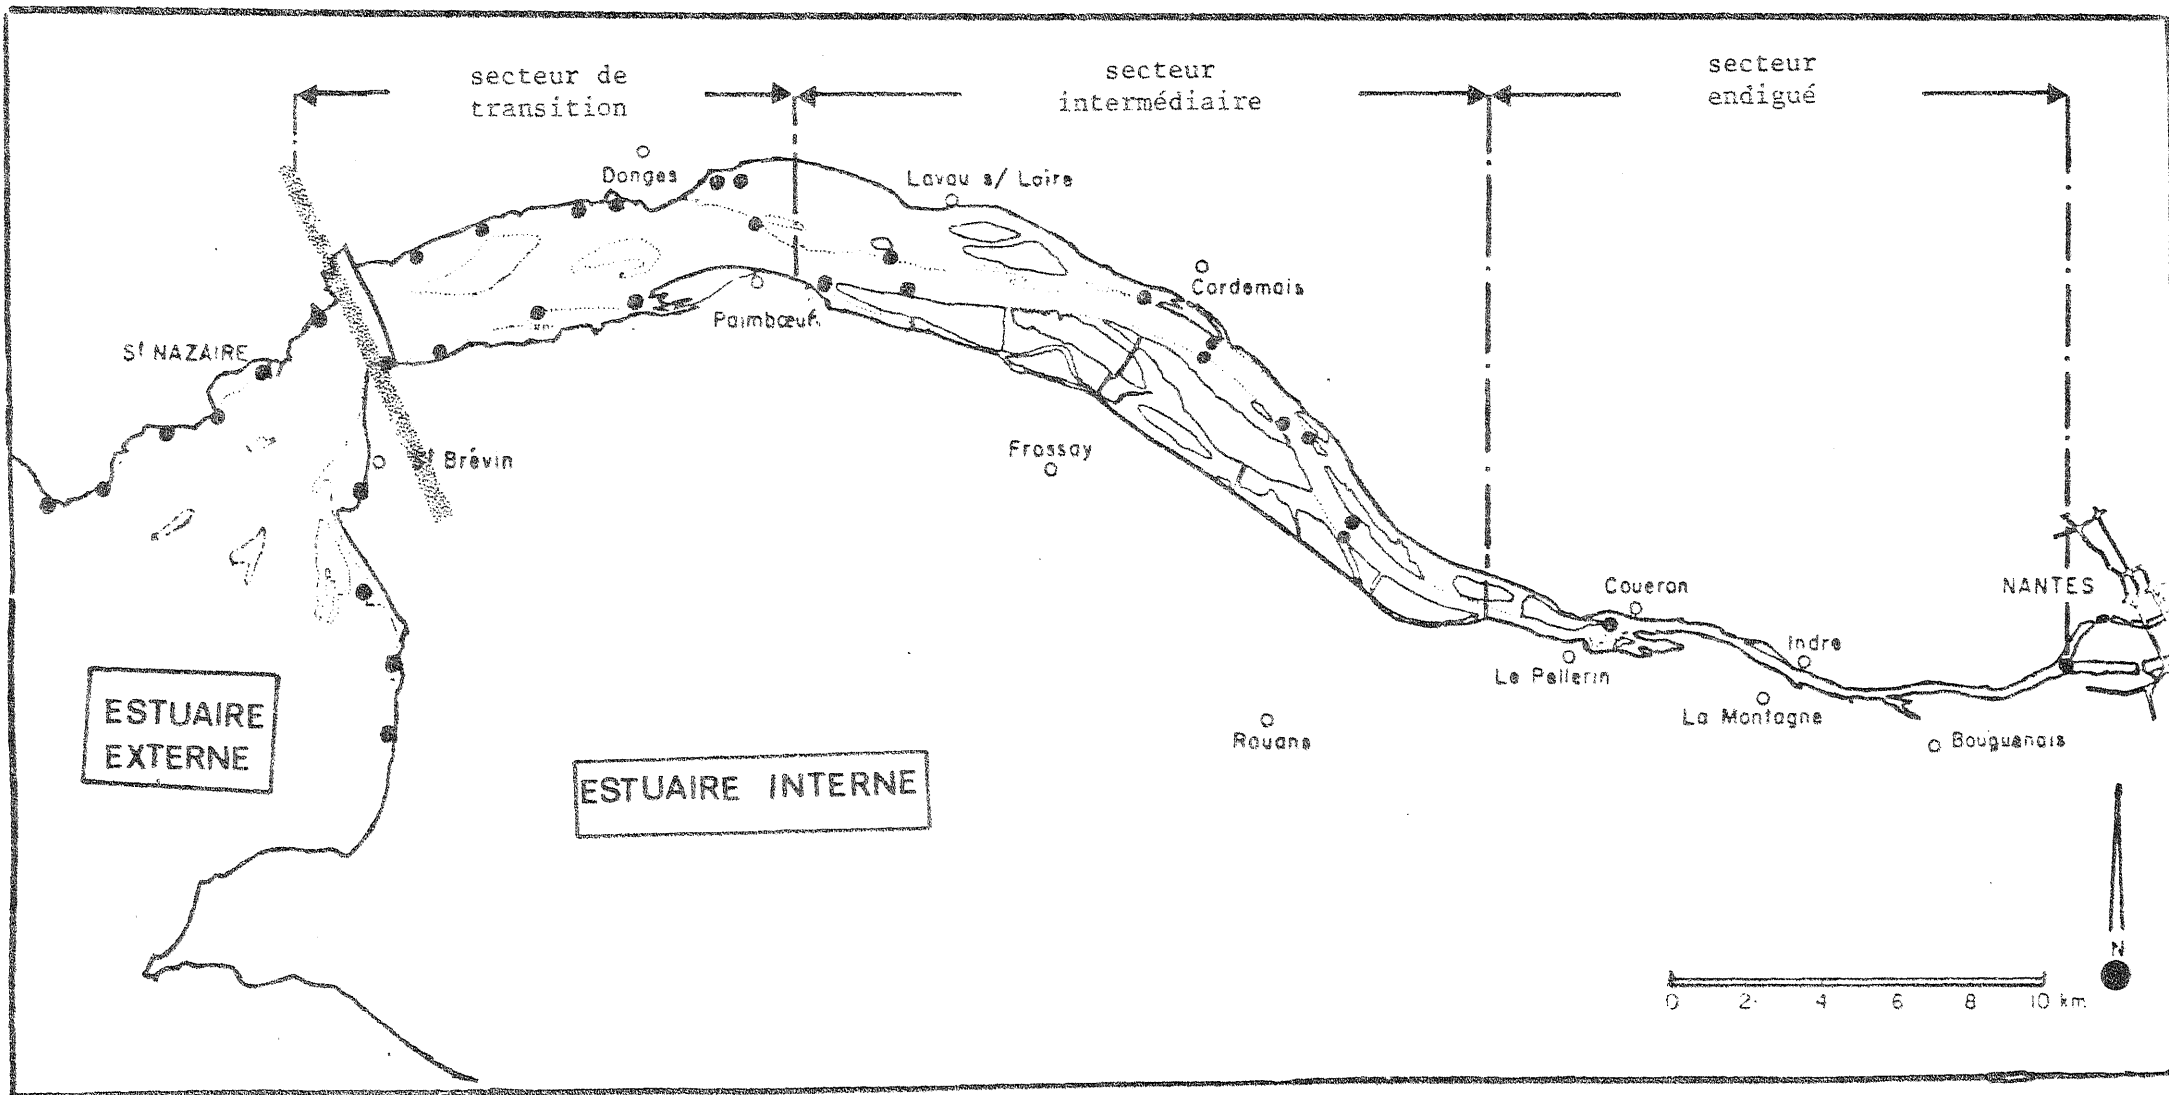 secteur de
transition
secteur
intermédiaire
secteur
endigué
Donges
Lavau s/ Loire
Cordemais
Paimbœuf
St NAZAIRE
St Brévin
Frossay
Coueron
NANTES
Indre
Le Pellerin
La Montagne
Rouans
Bouguenais
ESTUAIRE
EXTERNE
ESTUAIRE INTERNE
N
0 2 4 6 8 10 km